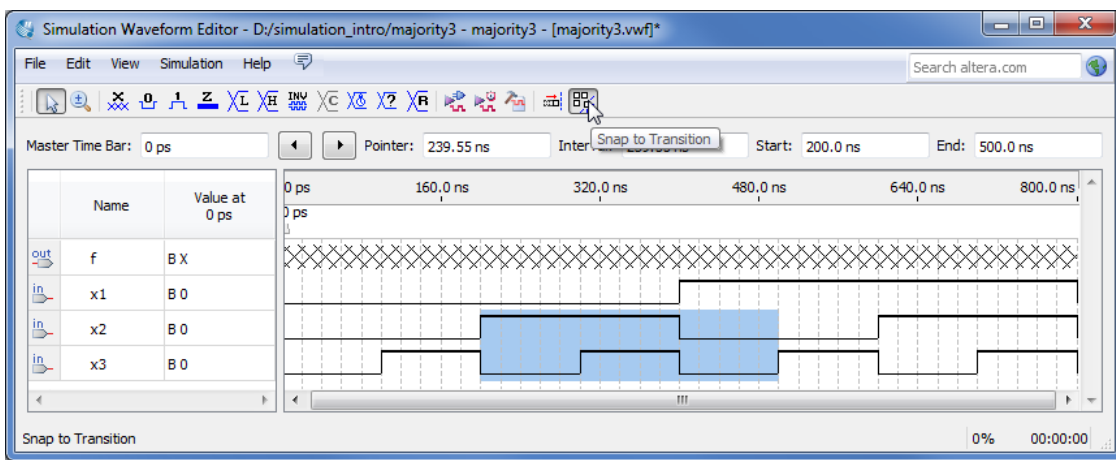 Simulation Waveform Editor - D:/simulation_intro/majority3 - majority3 - [majority3.vwf]*
File Edit View Simulation Help Search altera.com
Master Time Bar: 0 ps Pointer: 239.55 ns Interv Start: 200.0 ns End: 500.0 ns
Snap to Transition
Name Value at 0 ps 0 ps 160.0 ns 320.0 ns 480.0 ns 640.0 ns 800.0 ns
0 ps
out f B X
in x1 B 0
in x2 B 0
in x3 B 0
Snap to Transition 0% 00:00:00